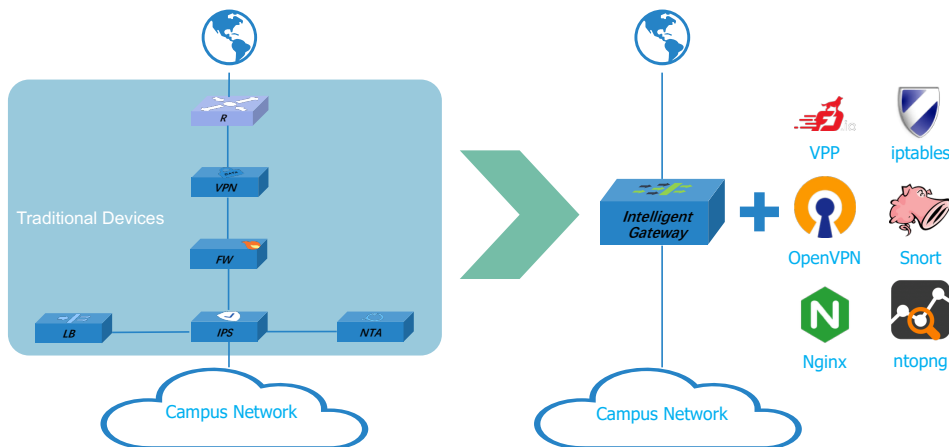 R
VPN
Traditional Devices
FW
LB
IPS
NTA
Campus Network
Intelligent
Gateway
VPP
iptables
OpenVPN
Snort
Nginx
ntopng
Campus Network